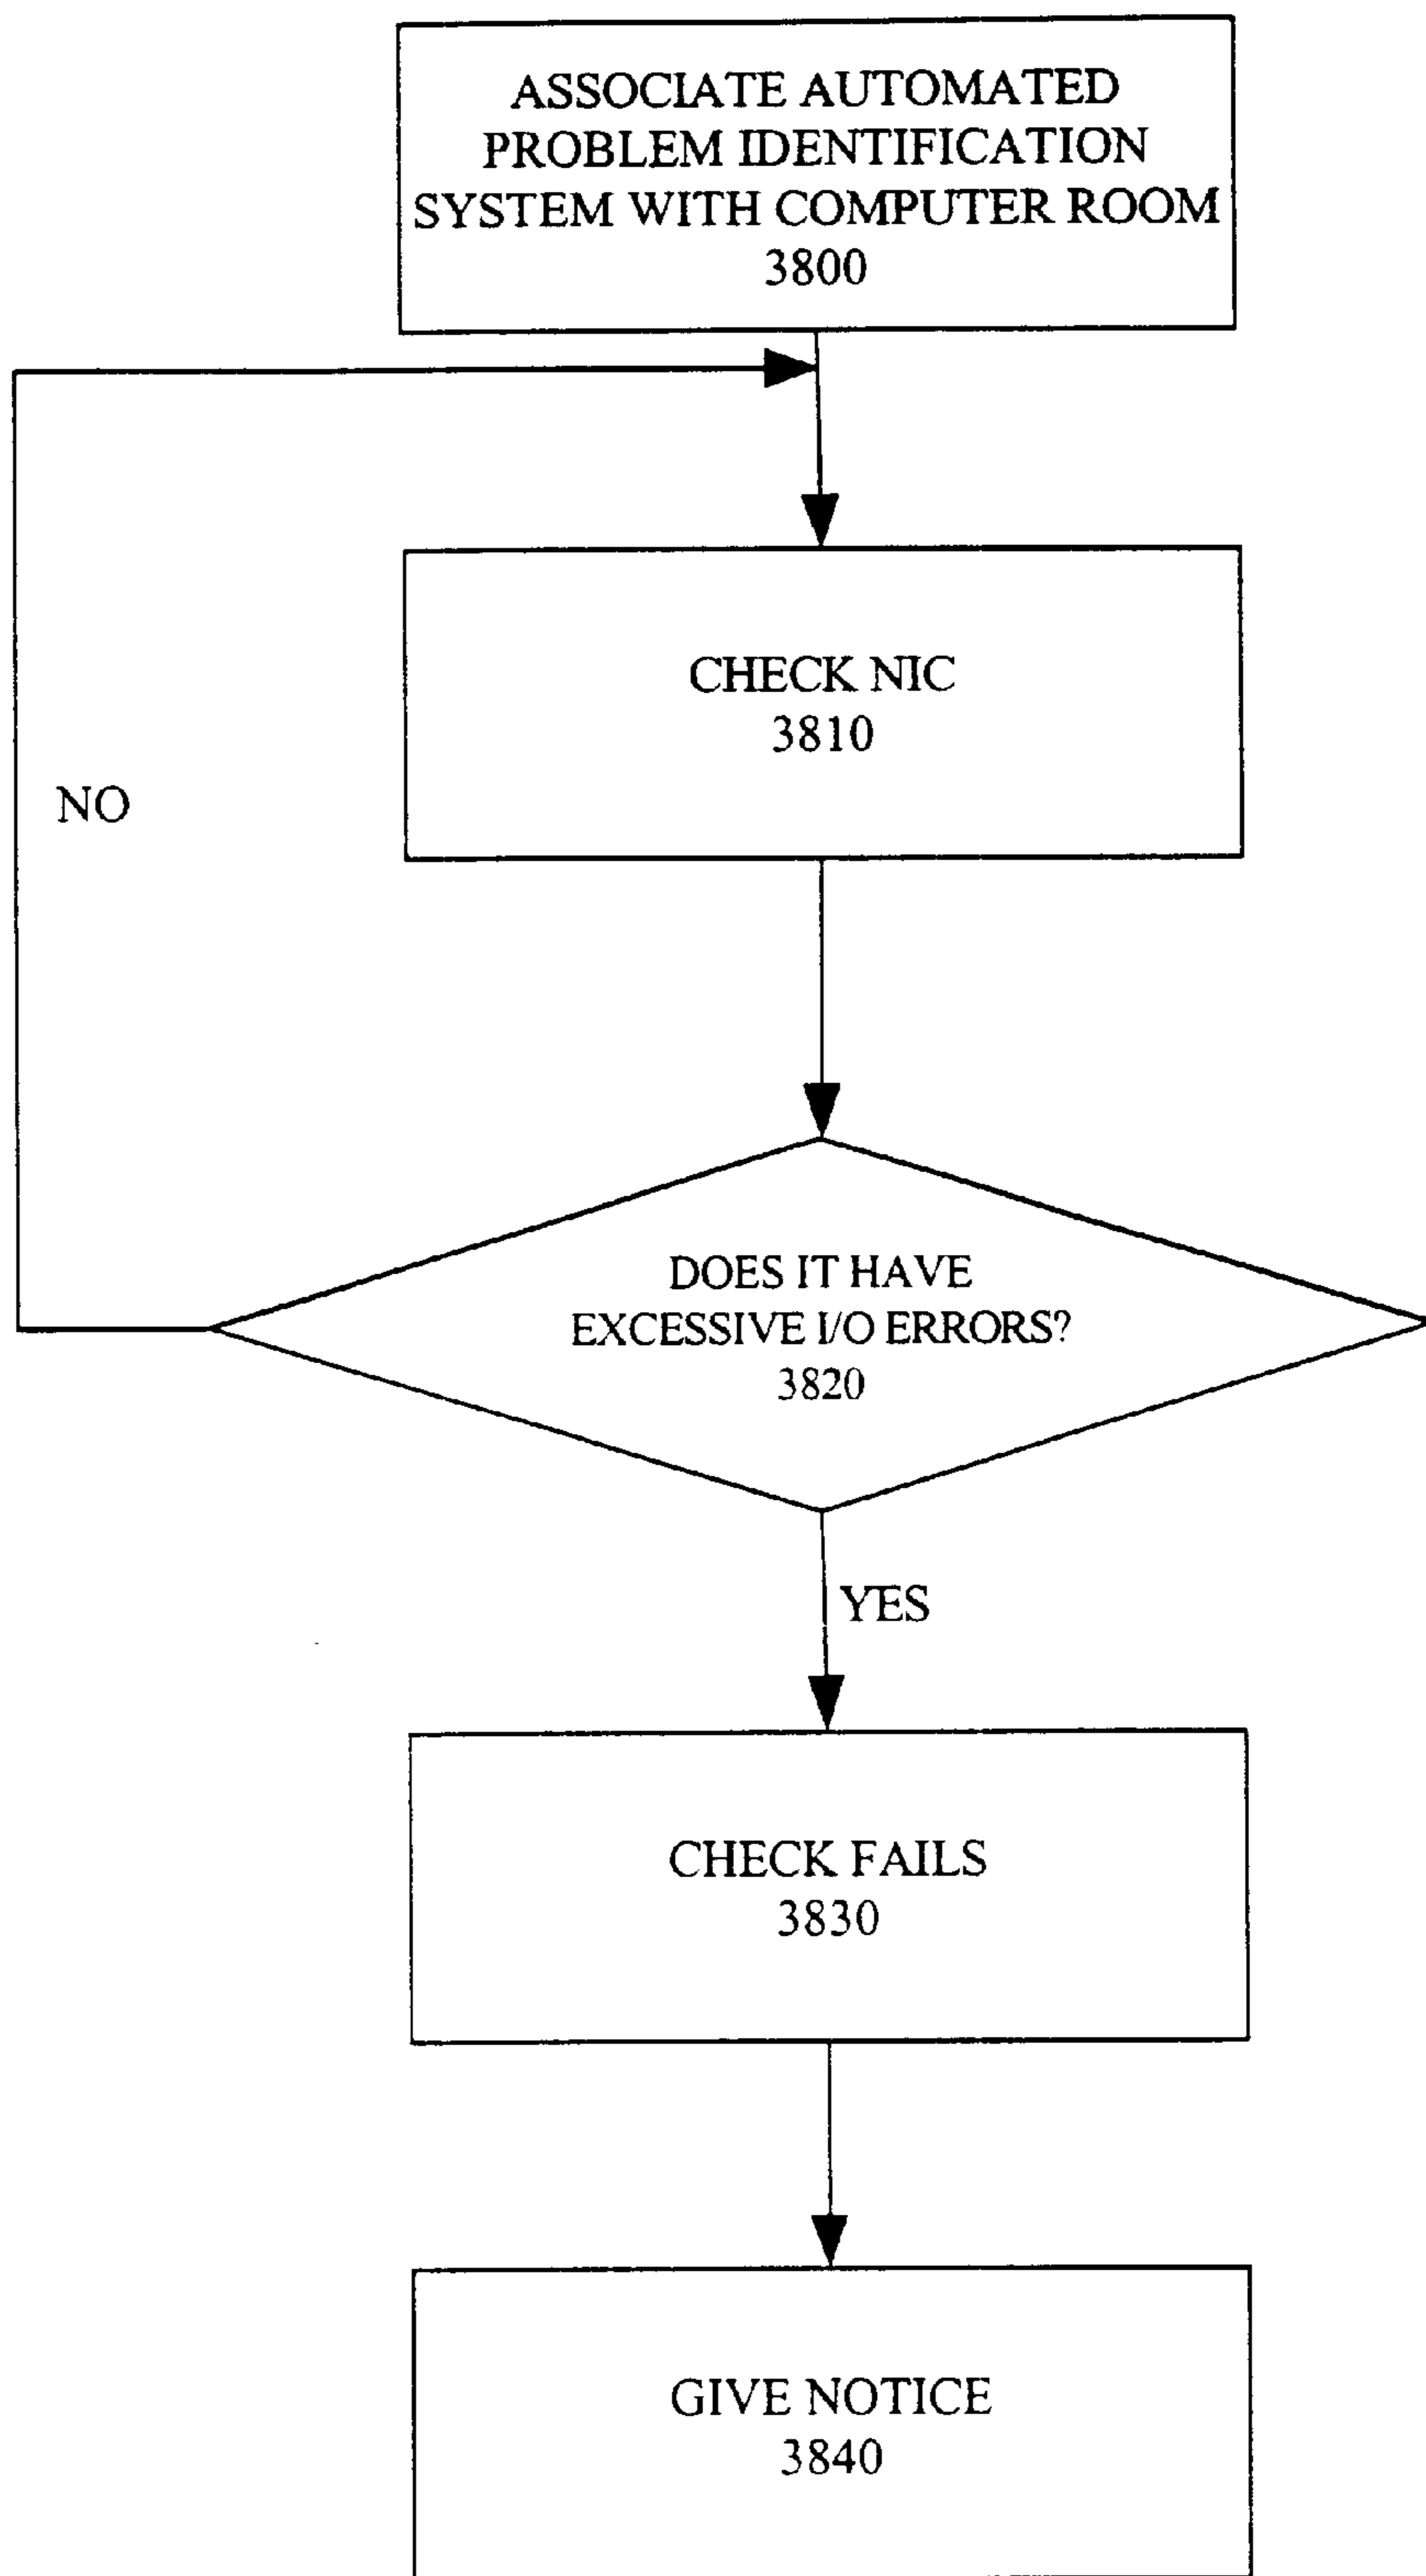 ASSOCIATE AUTOMATED
PROBLEM IDENTIFICATION
SYSTEM WITH COMPUTER ROOM
3800
CHECK NIC
3810
NO
DOES IT HAVE
EXCESSIVE I/O ERRORS?
3820
YES
CHECK FAILS
3830
GIVE NOTICE
3840